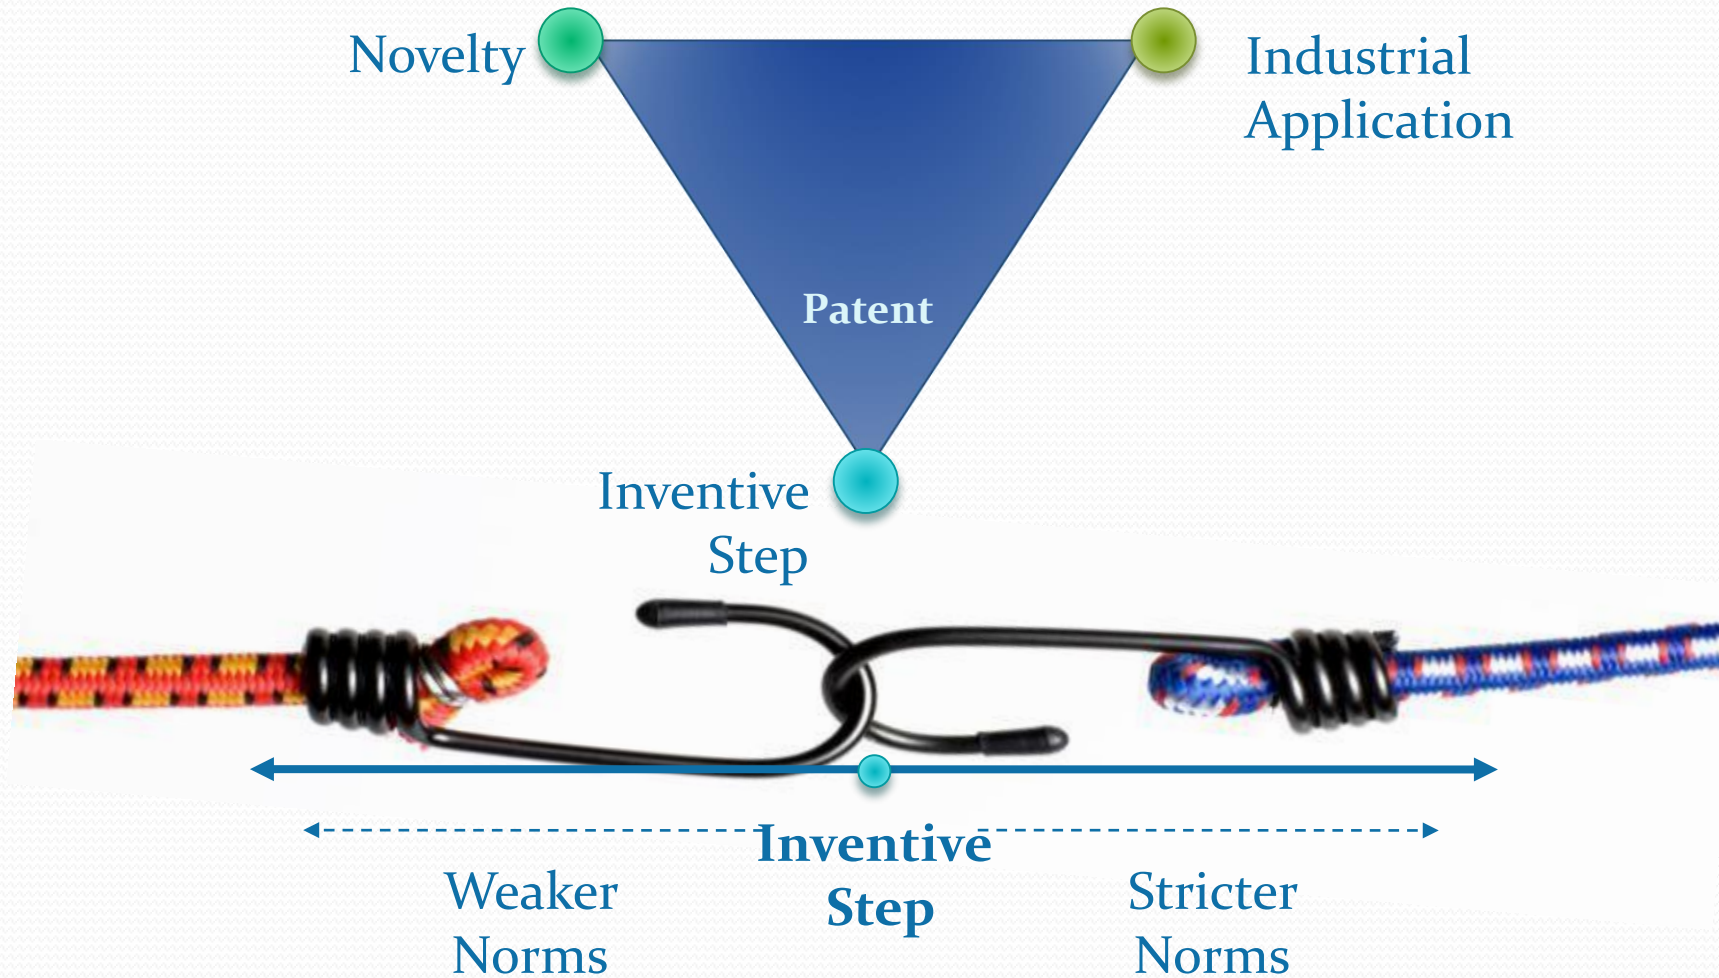 Novelty
Industrial
Application
Patent
Inventive
Step
Inventive
Step
Weaker
Norms
Stricter
Norms